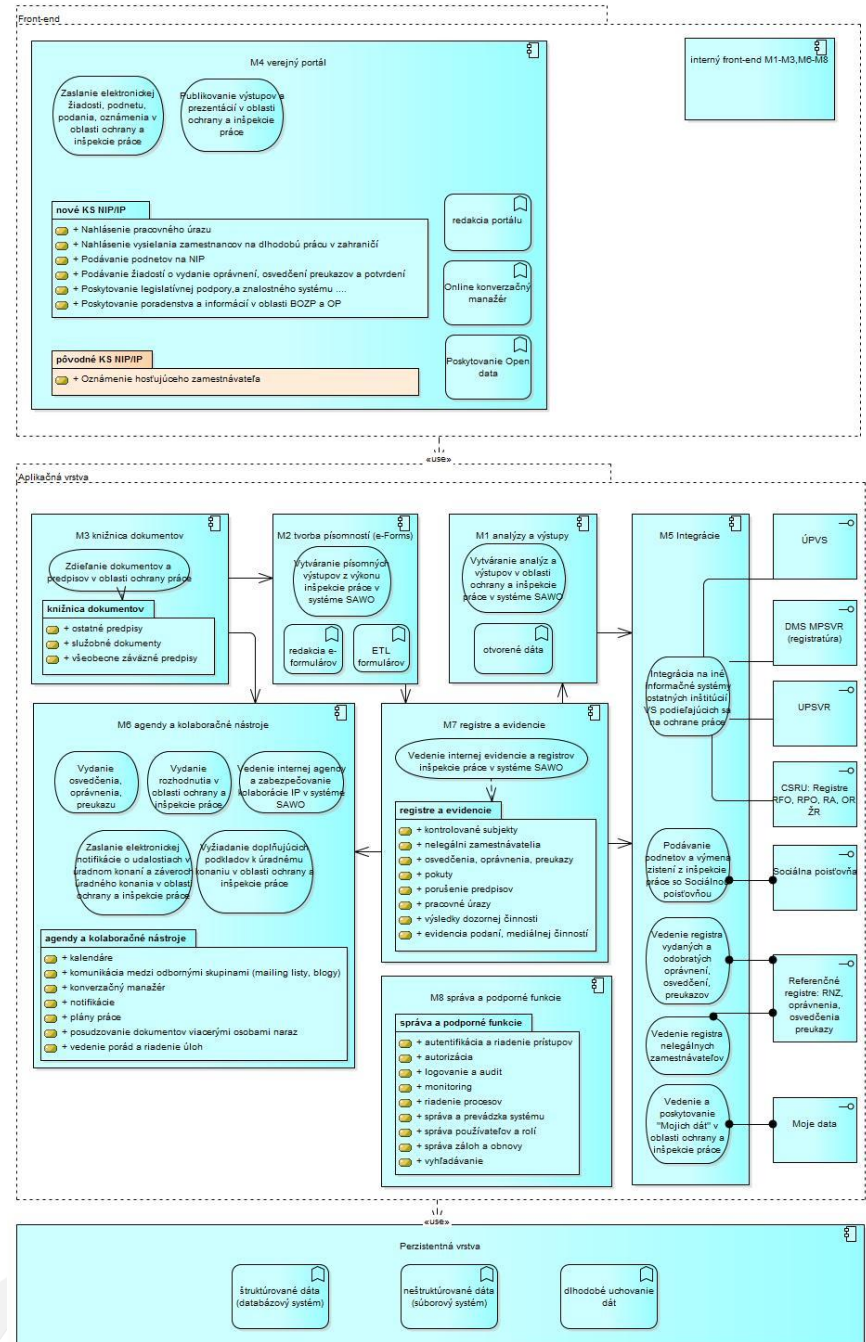 Front-end
M4 verejný portál
Zaslanie elektronickej
žiadosti, podnetu,
podania, oznámenia v
oblasti ochrany a
inšpekcie práce
Publikovanie výstupov a
prezentácií v oblasti
ochrany a inšpekcie
práce
interný front-end M1-M3,M6-M8
nové KS NIP/IP
+ Nahlásenie pracovného úrazu
+ Nahlásenie vysielania zamestnancov na dlhodobú prácu v zahraničí
+ Podávanie podnetov na NIP
+ Podávanie žiadostí o vydanie oprávnení, osvedčení preukazov a potvrdení
+ Poskytovanie legislatívnej podpory,a znalostného systému ....
+ Poskytovanie poradenstva a informácií v oblasti BOZP a OP
redakcia portálu
Online konverzačný
manažér
Poskytovanie Open
data
pôvodné KS NIP/IP
+ Oznámenie hosťujúceho zamestnávateľa
«use»
Aplikačná vrstva
M3 knižnica dokumentov
Zdieľanie dokumentov a
predpisov v oblasti ochrany práce
knižnica dokumentov
+ ostatné predpisy
+ služobné dokumenty
+ všeobecne záväzné predpisy
M2 tvorba písomností (e-Forms)
Vytváranie písomných
výstupov z výkonu
inšpekcie práce v
systéme SAWO
redakcia e-
formulárov
ETL
formulárov
M1 analýzy a výstupy
Vytváranie analýz a
výstupov v oblasti
ochrany a inšpekcie
práce v systéme SAWO
otvorené dáta
M5 Integrácie
Integrácia na iné
informačné systémy
ostatných inštitúcií
VS podieľajúcich sa
na ochrane práce
Podávanie
podnetov a výmena
zistení z inšpekcie
práce so Sociálnou
poisťovňou
Vedenie registra
vydaných a
odobratých
oprávnení,
osvedčení,
preukazov
Vedenie registra
nelegálnych
zamestnávateľov
Vedenie a
poskytovanie
"Mojich dát" v
oblasti ochrany a
inšpekcie práce
ÚPVS
DMS MPSVR
(registratúra)
UPSVR
CSRU: Registre
RFO, RPO, RA, OR,
ŽR
Sociálna poisťovňa
Referenčné
registre: RNZ,
oprávnenia,
osvedčenia
preukazy
Moje data
M6 agendy a kolaboračné nástroje
Vydanie
osvedčenia,
oprávnenia,
preukazu
Vydanie
rozhodnutia v
oblasti ochrany a
inšpekcie práce
Vedenie internej agendy
a zabezpečovanie
kolaborácie IP v systéme
SAWO
Zaslanie elektronickej
notifikácie o udalostiach v
úradnom konaní a záveroch
úradného konania v oblasti
ochrany a inšpekcie práce
Vyžiadanie doplňujúcich
podkladov k úradnému
konaniu v oblasti ochrany a
inšpekcie práce
agendy a kolaboračné nástroje
+ kalendáre
+ komunikácia medzi odbornými skupinami (mailing listy, blogy)
+ konverzačný manažér
+ notifikácie
+ plány práce
+ posudzovanie dokumentov viacerými osobami naraz
+ vedenie porád a riadenie úloh
M7 registre a evidencie
Vedenie internej evidencie a registrov
inšpekcie práce v systéme SAWO
registre a evidencie
+ kontrolované subjekty
+ nelegálni zamestnávatelia
+ osvedčenia, oprávnenia, preukazy
+ pokuty
+ porušenie predpisov
+ pracovné úrazy
+ výsledky dozornej činnosti
+ evidencia podaní, mediálnej činností
M8 správa a podporné funkcie
správa a podporné funkcie
+ autentifikácia a riadenie prístupov
+ autorizácia
+ logovanie a audit
+ monitoring
+ riadenie procesov
+ správa a prevádzka systému
+ správa používateľov a rolí
+ správa záloh a obnovy
+ vyhľadávanie
«use»
Perzistentná vrstva
štruktúrované dáta
(databázový systém)
neštruktúrované dáta
(súborový systém)
dlhodobé uchovanie
dát